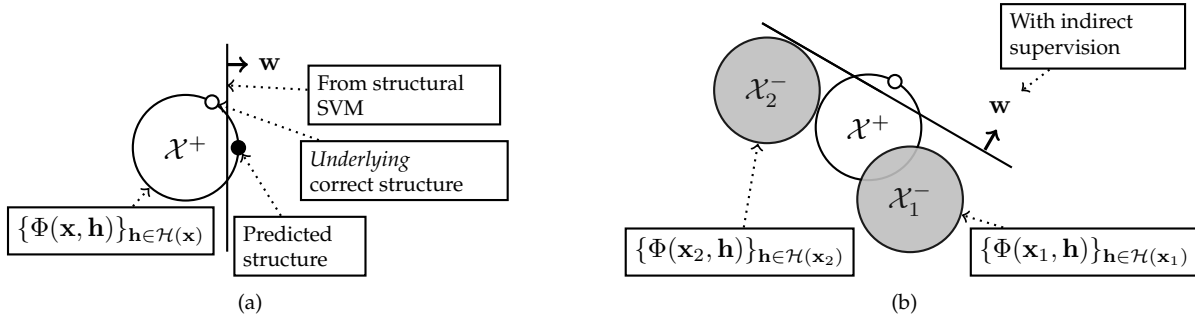 w
From structural
SVM
𝒳⁺
Underlying
correct structure
{Φ(x, h)}h∈ℋ(x)
Predicted
structure
(a)
With indirect
supervision
w
𝒳₂⁻
𝒳⁺
𝒳₁⁻
{Φ(x₂, h)}h∈ℋ(x₂)
{Φ(x₁, h)}h∈ℋ(x₁)
(b)